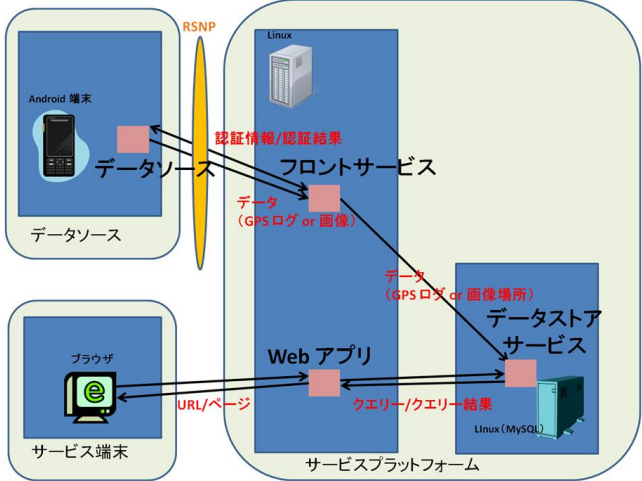 RSNP
Linux
Android 端末
認証情報/認証結果
データソース
フロントサービス
データ
（GPSログ or 画像）
データソース
データ
（GPSログ or 画像場所）
データストア
サービス
ブラウザ
Web アプリ
URL/ページ
クエリー/クエリー結果
LInux（MySQL）
サービス端末
サービスプラットフォーム